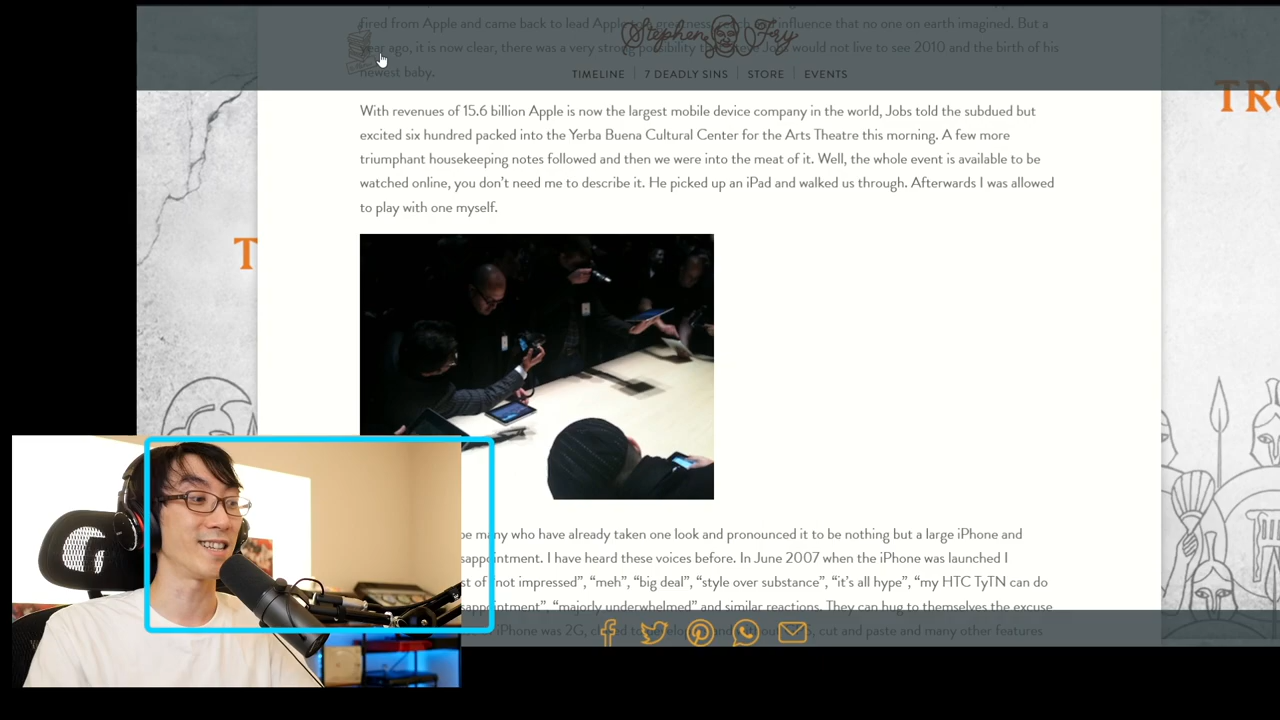 fired from Apple and came back to lead Apple to
influence that no one on earth imagined. But a
Stephen Fry
year ago, it is now clear, there was a very strong possibility
would not live to see 2010 and the birth of his
newest baby.
TIMELINE | 7 DEADLY SINS | STORE | EVENTS
TRO
With revenues of 15.6 billion Apple is now the largest mobile device company in the world, Jobs told the subdued but
excited six hundred packed into the Yerba Buena Cultural Center for the Arts Theatre this morning. A few more
triumphant housekeeping notes followed and then we were into the meat of it. Well, the whole event is available to be
watched online, you don’t need me to describe it. He picked up an iPad and walked us through. Afterwards I was allowed
to play with one myself.
T
be many who have already taken one look and pronounced it to be nothing but a large iPhone and
sappointment. I have heard these voices before. In June 2007 when the iPhone was launched I
st of “not impressed”, “meh”, “big deal”, “style over substance”, “it’s all hype”, “my HTC TyTN can do
sappointment”, “majorly underwhelmed” and similar reactions. They can hug to themselves the excuse
iPhone was 2G, closed to
cut and paste and many other features